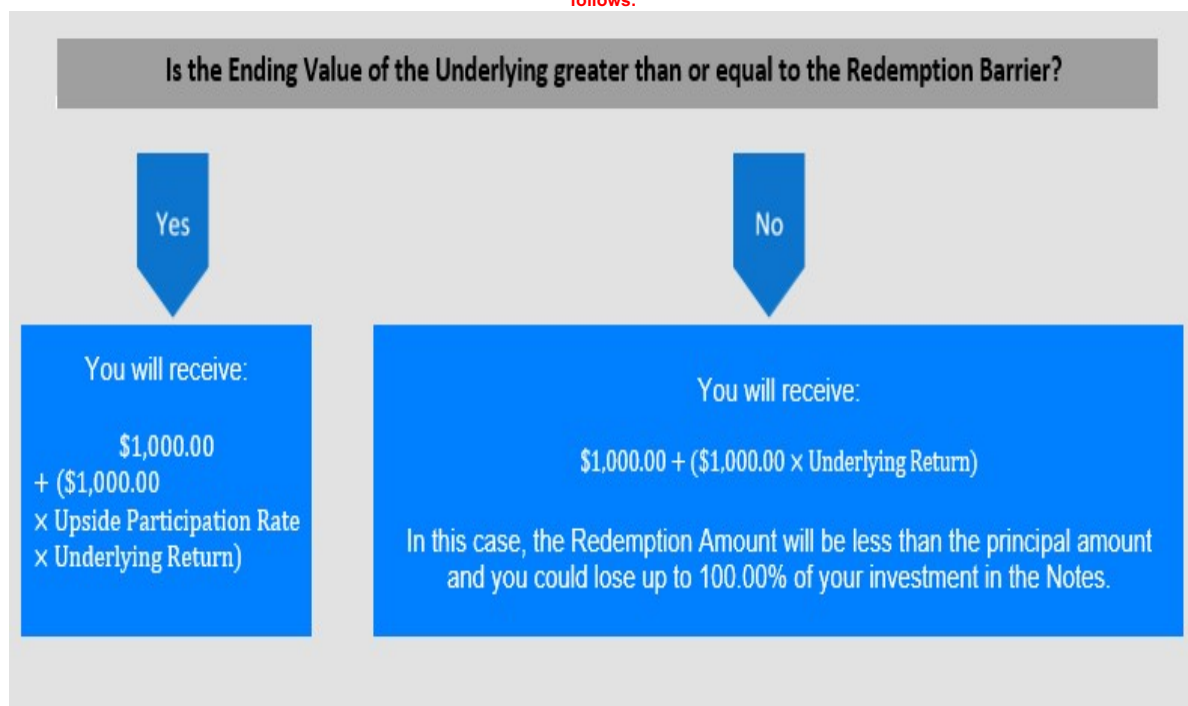 follows:
Is the Ending Value of the Underlying greater than or equal to the Redemption Barrier?
Yes
No
You will receive:
$1,000.00
+ ($1,000.00
× Upside Participation Rate
× Underlying Return)
You will receive:
$1,000.00 + ($1,000.00 × Underlying Return)
In this case, the Redemption Amount will be less than the principal amount
and you could lose up to 100.00% of your investment in the Notes.